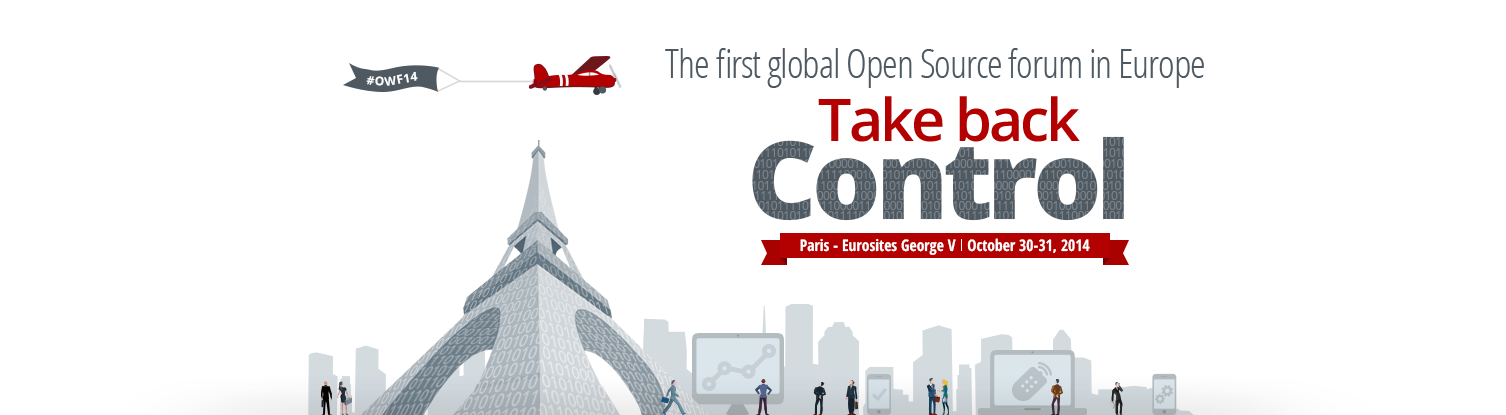 #OWF14
The first global Open Source forum in Europe
Take back
Control
Paris - Eurosites George V | October 30-31, 2014